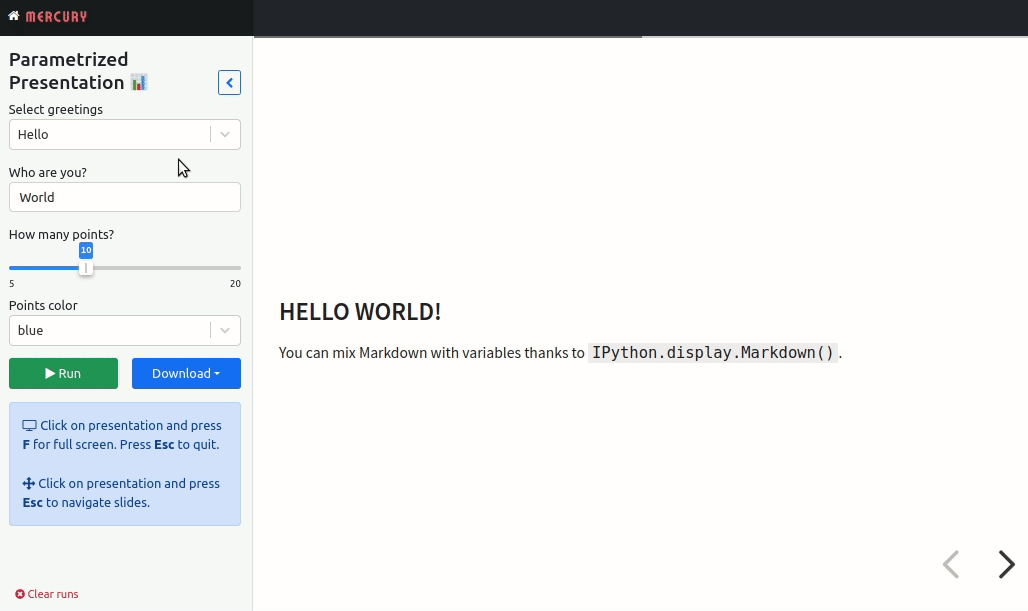 MERCURY
Parametrized
Presentation
Select greetings
Hello
Who are you?
World
How many points?
10
5 20
Points color
blue
Run Download
Click on presentation and press
F for full screen. Press Esc to quit.
Click on presentation and press
Esc to navigate slides.
Clear runs
HELLO WORLD!
You can mix Markdown with variables thanks to IPython.display.Markdown().